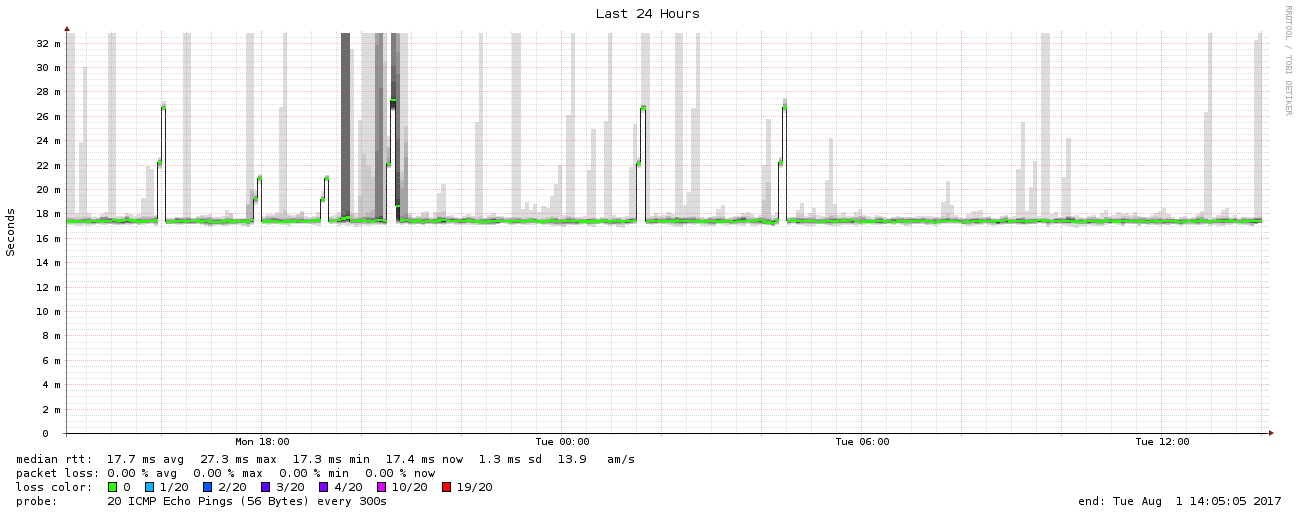 Last 24 Hours
RRDTOOL / TOBI OETIKER
Seconds
32 m
30 m
28 m
26 m
24 m
22 m
20 m
18 m
16 m
14 m
12 m
10 m
8 m
6 m
4 m
2 m
0
Mon 18:00 Tue 00:00 Tue 06:00 Tue 12:00
median rtt: 17.7 ms avg 27.3 ms max 17.3 ms min 17.4 ms now 1.3 ms sd 13.9 am/s
packet loss: 0.00 % avg 0.00 % max 0.00 % min 0.00 % now
loss color: 0 1/20 2/20 3/20 4/20 10/20 19/20
probe: 20 ICMP Echo Pings (56 Bytes) every 300s end: Tue Aug 1 14:05:05 2017